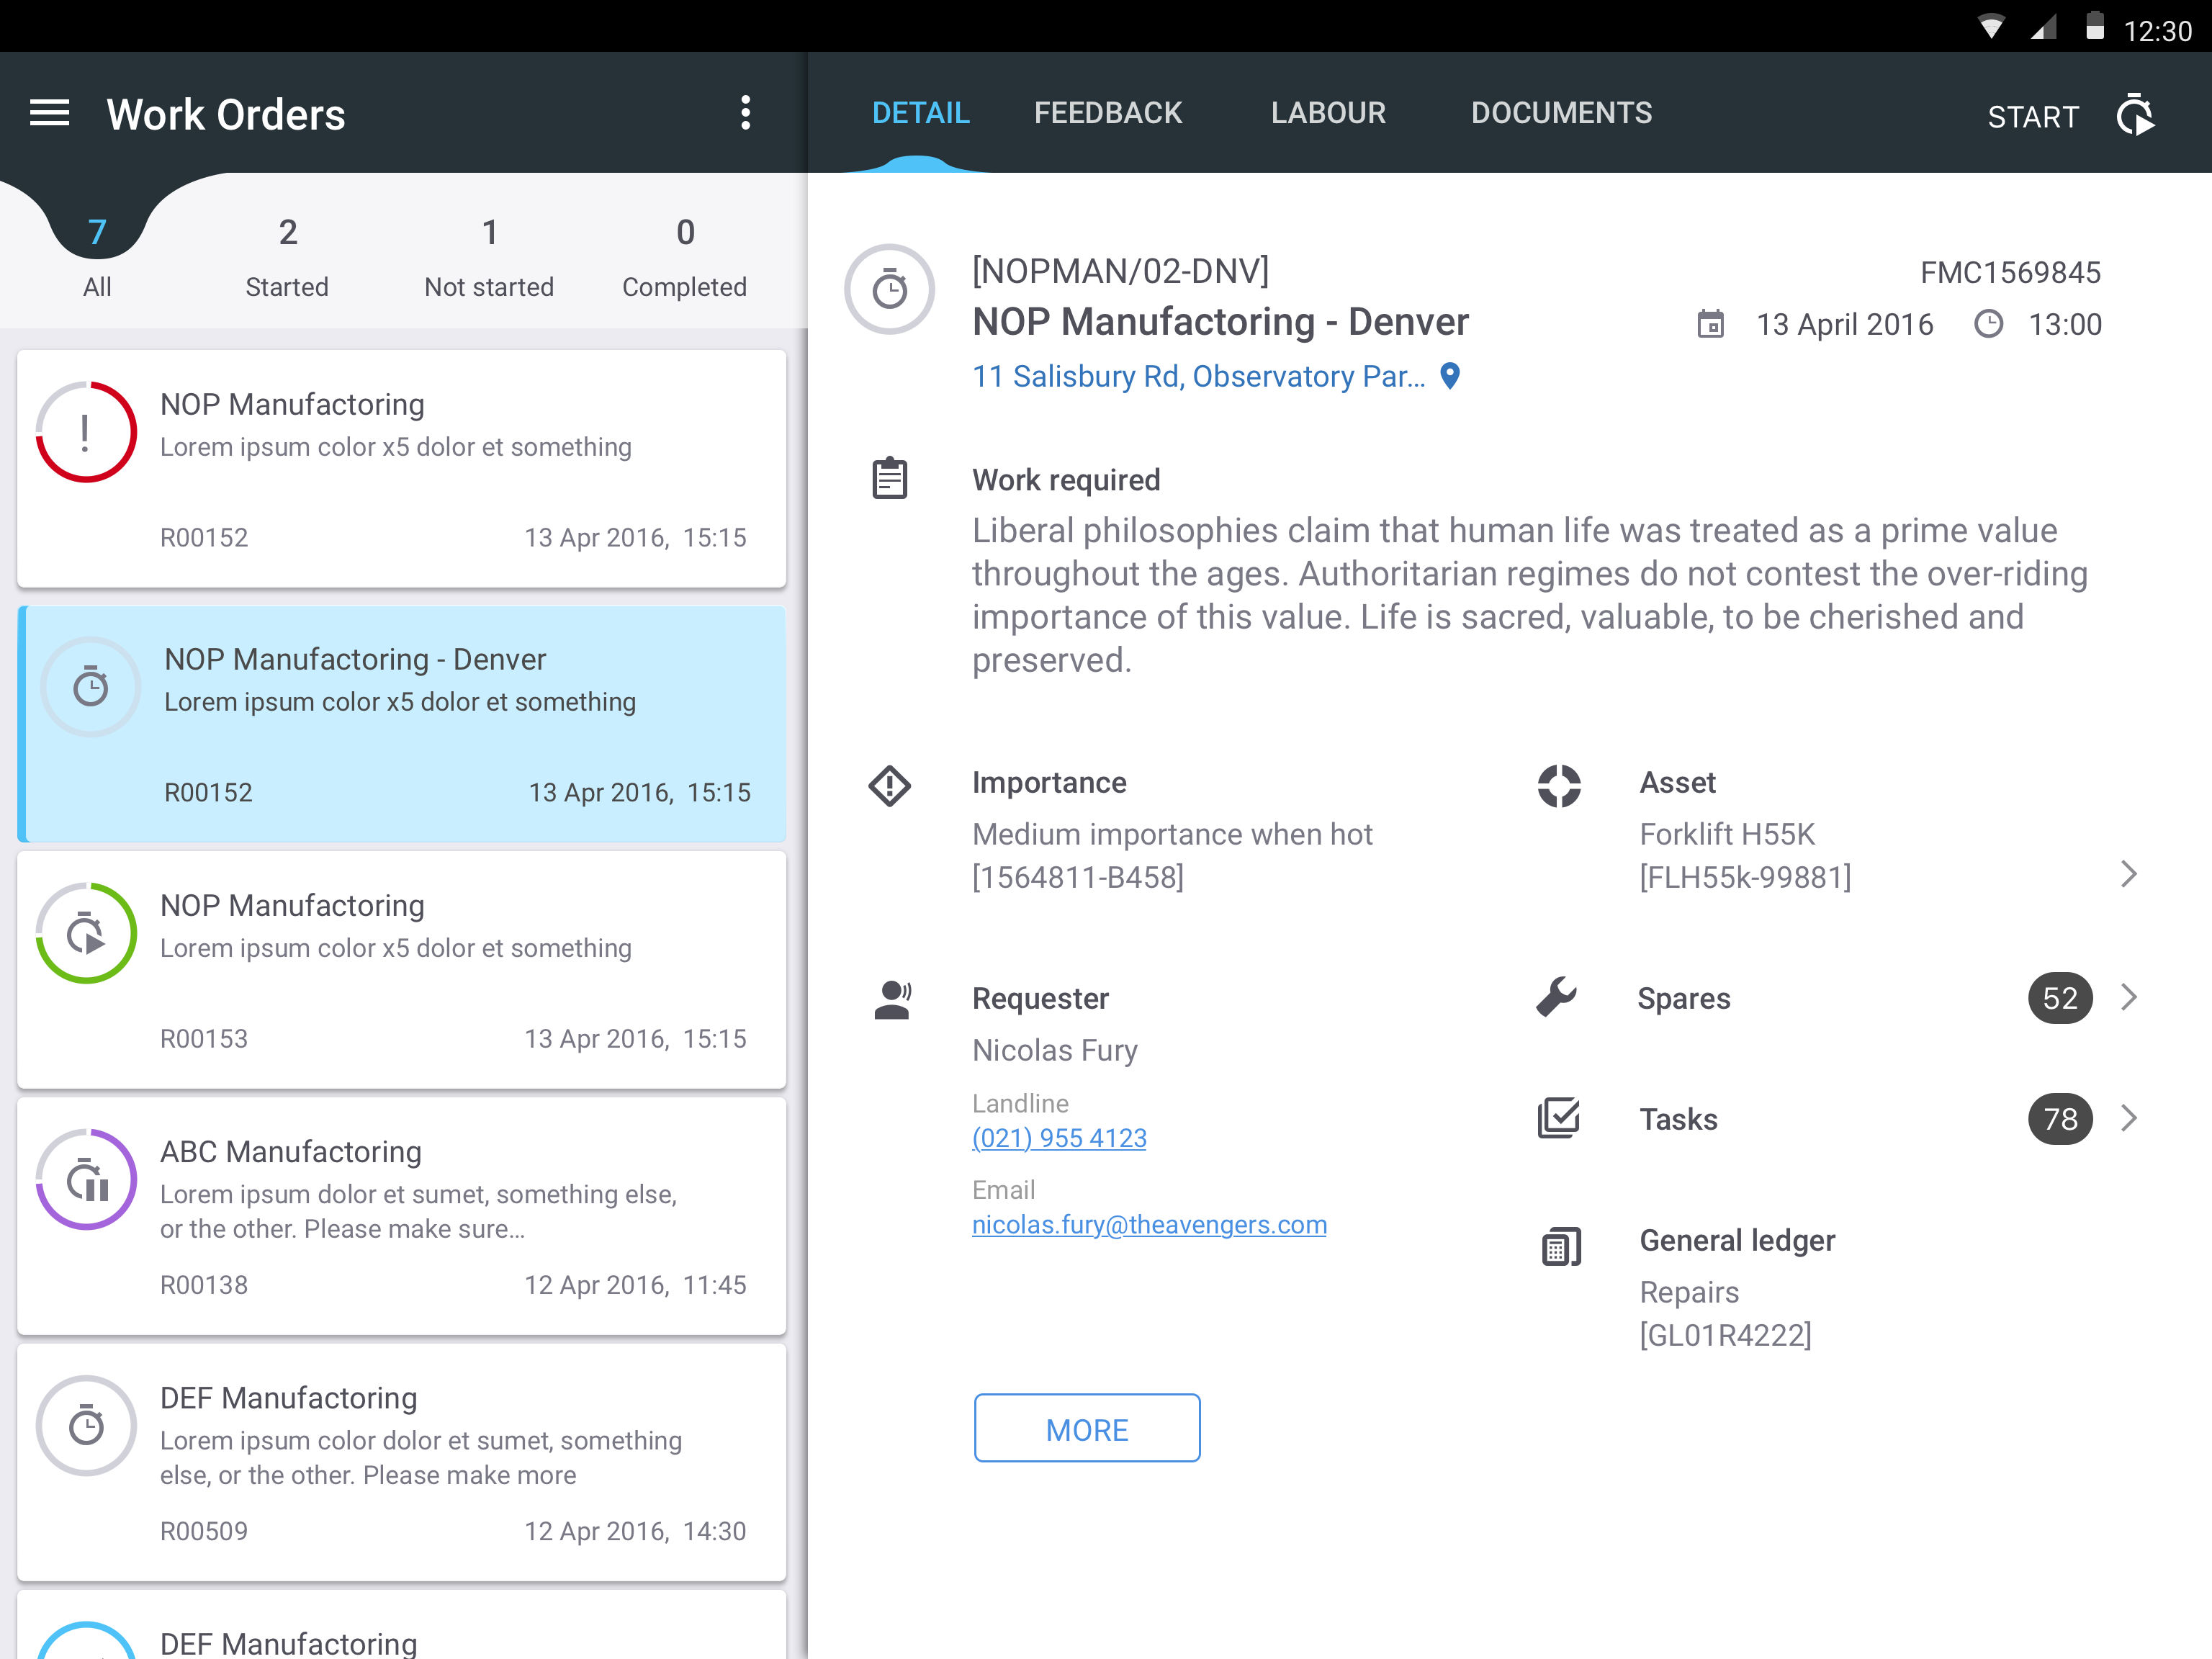 12:30
Work Orders
DETAIL FEEDBACK LABOUR DOCUMENTS START
7 2 1 0
All Started Not started Completed
NOP Manufactoring
Lorem ipsum color x5 dolor et something
R00152 13 Apr 2016, 15:15
NOP Manufactoring - Denver
Lorem ipsum color x5 dolor et something
R00152 13 Apr 2016, 15:15
NOP Manufactoring
Lorem ipsum color x5 dolor et something
R00153 13 Apr 2016, 15:15
ABC Manufactoring
Lorem ipsum dolor et sumet, something else,
or the other. Please make sure...
R00138 12 Apr 2016, 11:45
DEF Manufactoring
Lorem ipsum color dolor et sumet, something
else, or the other. Please make more
R00509 12 Apr 2016, 14:30
DEF Manufactoring
[NOPMAN/02-DNV] FMC1569845
NOP Manufactoring - Denver 13 April 2016 13:00
11 Salisbury Rd, Observatory Par...
Work required
Liberal philosophies claim that human life was treated as a prime value
throughout the ages. Authoritarian regimes do not contest the over-riding
importance of this value. Life is sacred, valuable, to be cherished and
preserved.
Importance
Medium importance when hot
[1564811-B458]
Asset
Forklift H55K
[FLH55k-99881]
Requester
Nicolas Fury
Landline
(021) 955 4123
Email
nicolas.fury@theavengers.com
Spares 52
Tasks 78
General ledger
Repairs
[GL01R4222]
MORE